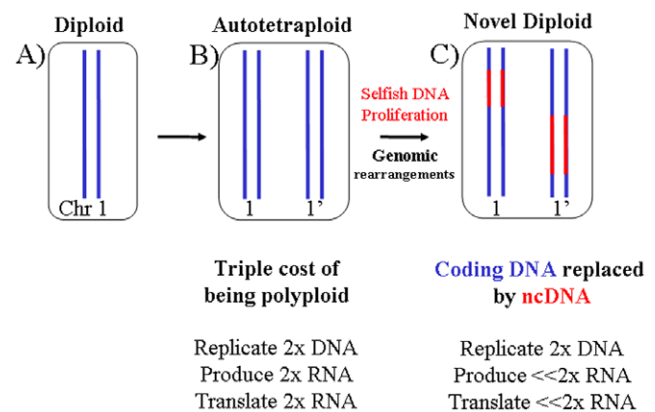 Diploid
A)
Chr 1
Autotetraploid
B)
1 1'
Selfish DNA
Proliferation
Genomic
rearrangements
Novel Diploid
C)
1 1'
Triple cost of
being polyploid
Replicate 2x DNA
Produce 2x RNA
Translate 2x RNA
Coding DNA replaced
by ncDNA
Replicate 2x DNA
Produce <<2x RNA
Translate <<2x RNA